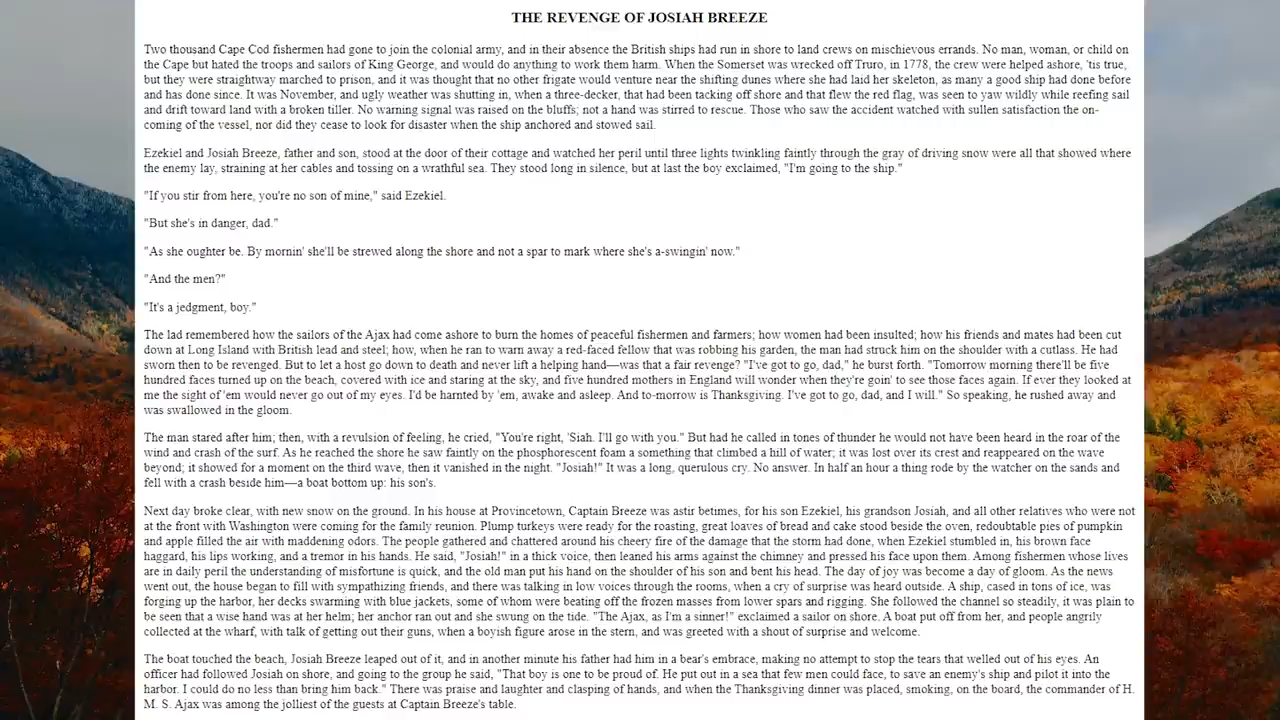 THE REVENGE OF JOSIAH BREEZE
Two thousand Cape Cod fishermen had gone to join the colonial army, and in their absence the British ships had run in shore to land crews on mischievous errands. No man, woman, or child on
the Cape but hated the troops and sailors of King George, and would do anything to work them harm. When the Somerset was wrecked off Truro, in 1778, the crew were helped ashore, 'tis true,
but they were straightway marched to prison, and it was thought that no other frigate would venture near the shifting dunes where she had laid her skeleton, as many a good ship had done before
and has done since. It was November, and ugly weather was shutting in, when a three-decker, that had been tacking off shore and that flew the red flag, was seen to yaw wildly while reefing sail
and drift toward land with a broken tiller. No warning signal was raised on the bluffs; not a hand was stirred to rescue. Those who saw the accident watched with sullen satisfaction the on-
coming of the vessel, nor did they cease to look for disaster when the ship anchored and stowed sail.
Ezekiel and Josiah Breeze, father and son, stood at the door of their cottage and watched her peril until three lights twinkling faintly through the gray of driving snow were all that showed where
the enemy lay, straining at her cables and tossing on a wrathful sea. They stood long in silence, but at last the boy exclaimed, "I'm going to the ship."
"If you stir from here, you're no son of mine," said Ezekiel.
"But she's in danger, dad."
"As she oughter be. By mornin' she'll be strewed along the shore and not a spar to mark where she's a-swingin' now."
"And the men?"
"It's a jedgment, boy."
The lad remembered how the sailors of the Ajax had come ashore to burn the homes of peaceful fishermen and farmers; how women had been insulted; how his friends and mates had been cut
down at Long Island with British lead and steel; how, when he ran to warn away a red-faced fellow that was robbing his garden, the man had struck him on the shoulder with a cutlass. He had
sworn then to be revenged. But to let a host go down to death and never lift a helping hand—was that a fair revenge? "I've got to go, dad," he burst forth. "Tomorrow morning there'll be five
hundred faces turned up on the beach, covered with ice and staring at the sky, and five hundred mothers in England will wonder when they're goin' to see those faces again. If ever they looked at
me the sight of 'em would never go out of my eyes. I'd be harnted by 'em, awake and asleep. And to-morrow is Thanksgiving. I've got to go, dad, and I will." So speaking, he rushed away and
was swallowed in the gloom.
The man stared after him; then, with a revulsion of feeling, he cried, "You're right, 'Siah. I'll go with you." But had he called in tones of thunder he would not have been heard in the roar of the
wind and crash of the surf. As he reached the shore he saw faintly on the phosphorescent foam a something that climbed a hill of water; it was lost over its crest and reappeared on the wave
beyond; it showed for a moment on the third wave, then it vanished in the night. "Josiah!" It was a long, querulous cry. No answer. In half an hour a thing rode by the watcher on the sands and
fell with a crash beside him—a boat bottom up: his son's.
Next day broke clear, with new snow on the ground. In his house at Provincetown, Captain Breeze was astir betimes, for his son Ezekiel, his grandson Josiah, and all other relatives who were not
at the front with Washington were coming for the family reunion. Plump turkeys were ready for the roasting, great loaves of bread and cake stood beside the oven, redoubtable pies of pumpkin
and apple filled the air with maddening odors. The people gathered and chattered around his cheery fire of the damage that the storm had done, when Ezekiel stumbled in, his brown face
haggard, his lips working, and a tremor in his hands. He said, "Josiah!" in a thick voice, then leaned his arms against the chimney and pressed his face upon them. Among fishermen whose lives
are in daily peril the understanding of misfortune is quick, and the old man put his hand on the shoulder of his son and bent his head. The day of joy was become a day of gloom. As the news
went out, the house began to fill with sympathizing friends, and there was talking in low voices through the rooms, when a cry of surprise was heard outside. A ship, cased in tons of ice, was
forging up the harbor, her decks swarming with blue jackets, some of whom were beating off the frozen masses from lower spars and rigging. She followed the channel so steadily, it was plain to
be seen that a wise hand was at her helm; her anchor ran out and she swung on the tide. "The Ajax, as I'm a sinner!" exclaimed a sailor on shore. A boat put off from her, and people angrily
collected at the wharf, with talk of getting out their guns, when a boyish figure arose in the stern, and was greeted with a shout of surprise and welcome.
The boat touched the beach, Josiah Breeze leaped out of it, and in another minute his father had him in a bear's embrace, making no attempt to stop the tears that welled out of his eyes. An
officer had followed Josiah on shore, and going to the group he said, "That boy is one to be proud of. He put out in a sea that few men could face, to save an enemy's ship and pilot it into the
harbor. I could do no less than bring him back." There was praise and laughter and clasping of hands, and when the Thanksgiving dinner was placed, smoking, on the board, the commander of H.
M. S. Ajax was among the jolliest of the guests at Captain Breeze's table.